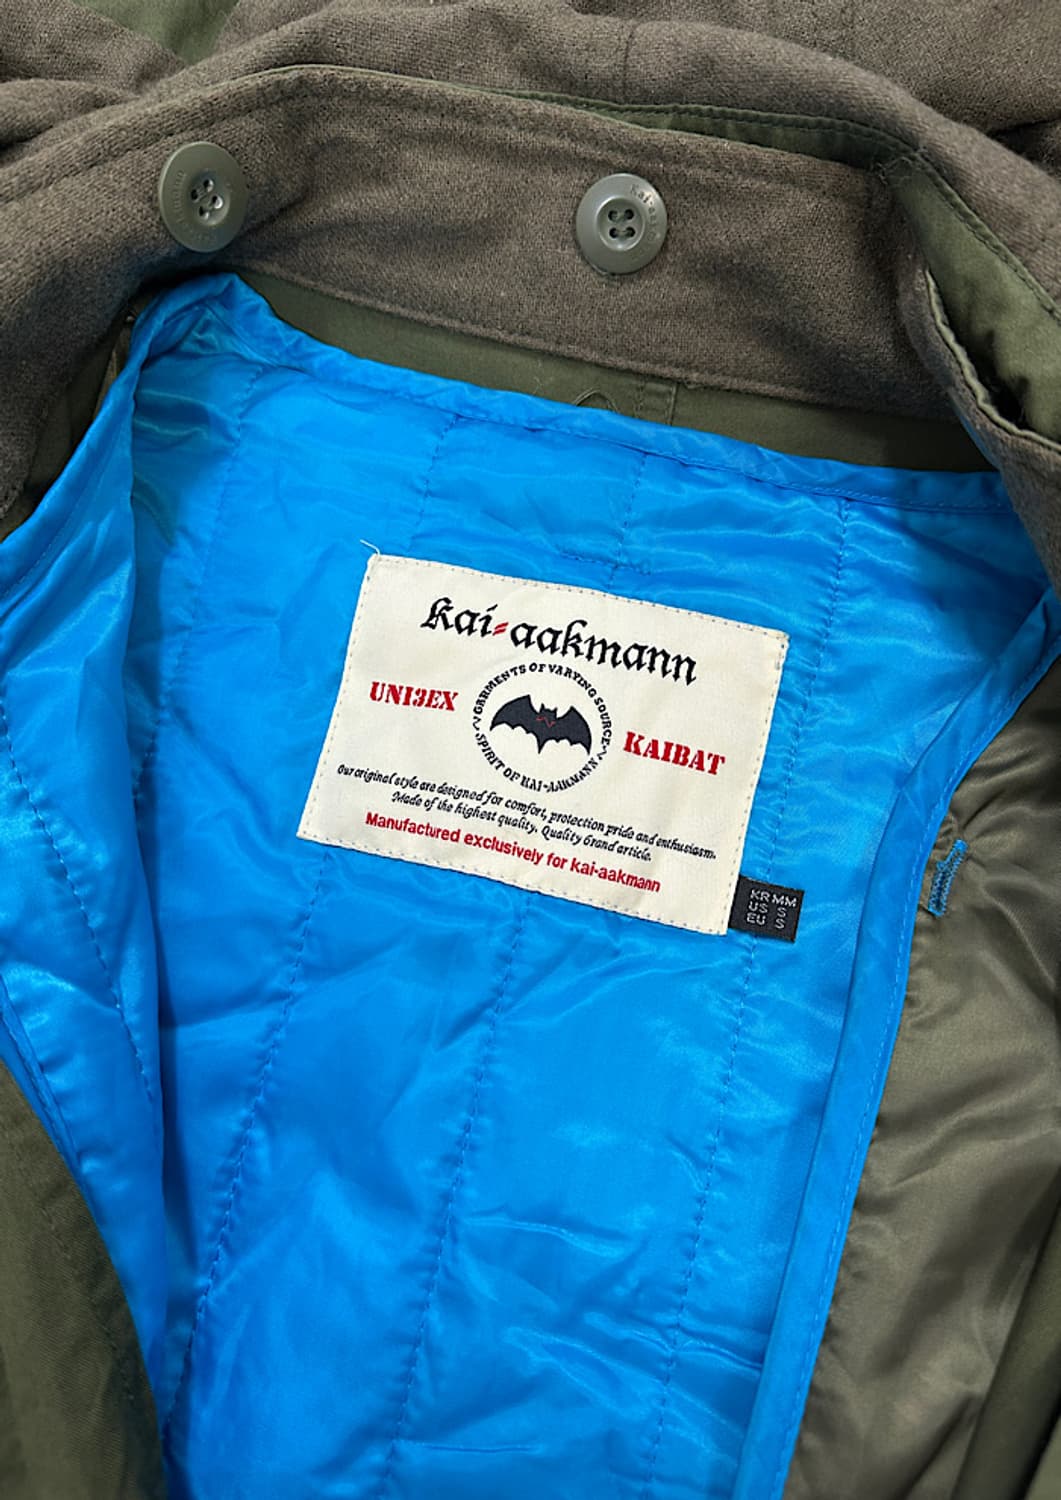 kai-aakmann
kai-aakmann
UNI3EX
GARMENTS OF VARYING SOURCE
SPIRIT OF KAI-AAKMANN
KAIBAT
Our original style are designed for comfort, protection pride and enthusiasm.
Made of the highest quality. Quality Grand article.
Manufactured exclusively for kai-aakmann
KR MM
US S
EU S